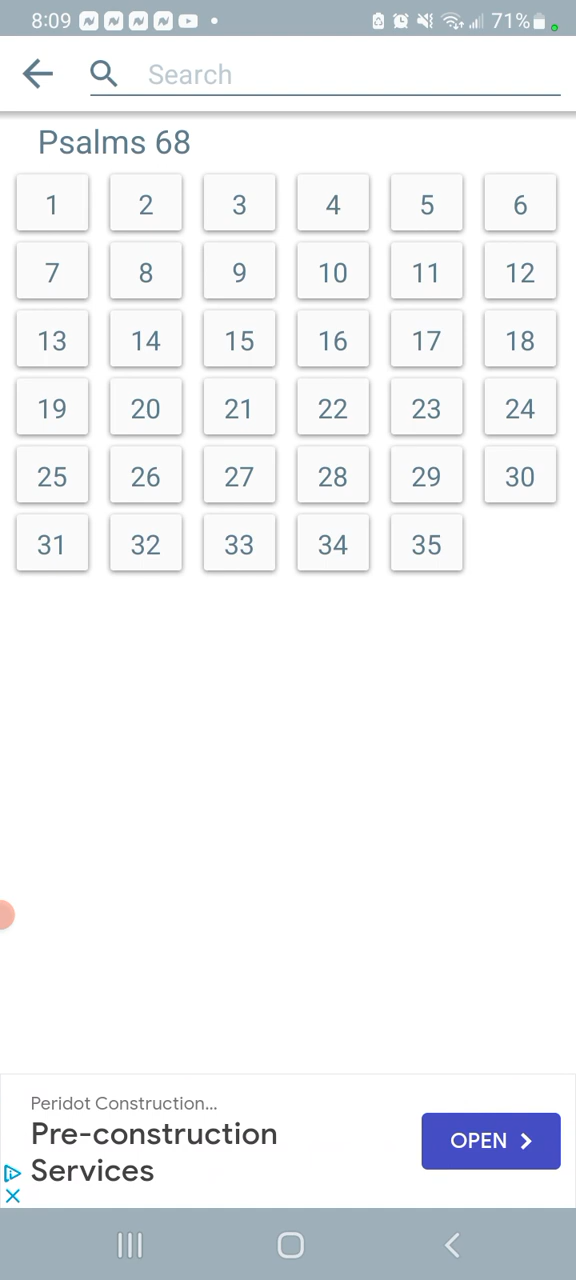 8:09 71%
Search
Psalms 68
1 2 3 4 5 6
7 8 9 10 11 12
13 14 15 16 17 18
19 20 21 22 23 24
25 26 27 28 29 30
31 32 33 34 35
Peridot Construction...
Pre-construction
Services
OPEN